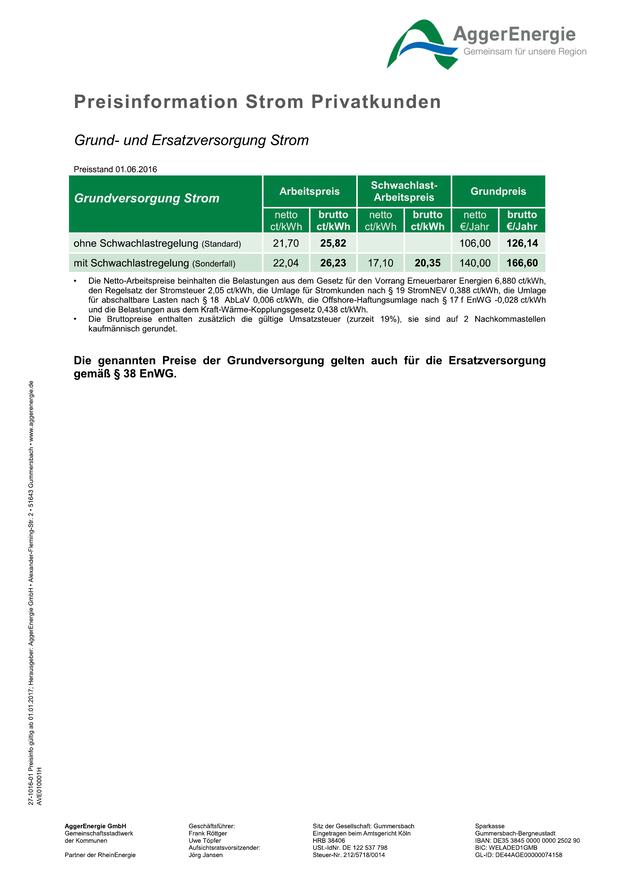 AggerEnergie
Gemeinsam für unsere Region
Preisinformation Strom Privatkunden
Grund- und Ersatzversorgung Strom
Preisstand 01.06.2016
Grundversorgung Strom
Arbeitspreis
Schwachlast-
Arbeitspreis
Grundpreis
netto
ct/kWh
brutto
ct/kWh
netto
ct/kWh
brutto
ct/kWh
netto
€/Jahr
brutto
€/Jahr
ohne Schwachlastregelung (Standard) 21,70 25,82 106,00 126,14
mit Schwachlastregelung (Sonderfall) 22,04 26,23 17,10 20,35 140,00 166,60
• Die Netto-Arbeitspreise beinhalten die Belastungen aus dem Gesetz für den Vorrang Erneuerbarer Energien 6,880 ct/kWh,
den Regelsatz der Stromsteuer 2,05 ct/kWh, die Umlage für Stromkunden nach § 19 StromNEV 0,388 ct/kWh, die Umlage
für abschaltbare Lasten nach § 18 AbLaV 0,006 ct/kWh, die Offshore-Haftungsumlage nach § 17 f EnWG -0,028 ct/kWh
und die Belastungen aus dem Kraft-Wärme-Kopplungsgesetz 0,438 ct/kWh.
• Die Bruttopreise enthalten zusätzlich die gültige Umsatzsteuer (zurzeit 19%), sie sind auf 2 Nachkommastellen
kaufmännisch gerundet.
Die genannten Preise der Grundversorgung gelten auch für die Ersatzversorgung
gemäß § 38 EnWG.
27-1016-01 Preisinfo gültig ab 01.01.2017; Herausgeber: AggerEnergie GmbH • Alexander-Fleming-Str. 2 • 51643 Gummersbach • www.aggerenergie.de
AVE010001H
AggerEnergie GmbH
Gemeinschaftsstadtwerk
der Kommunen
Partner der RheinEnergie
Geschäftsführer:
Frank Röttger
Uwe Töpfer
Aufsichtsratsvorsitzender:
Jörg Jansen
Sitz der Gesellschaft: Gummersbach
Eingetragen beim Amtsgericht Köln
HRB 38406
USt.-IdNr. DE 122 537 798
Steuer-Nr. 212/5718/0014
Sparkasse
Gummersbach-Bergneustadt
IBAN: DE35 3845 0000 0000 2502 90
BIC: WELADED1GMB
GL-ID: DE44AGE00000074158